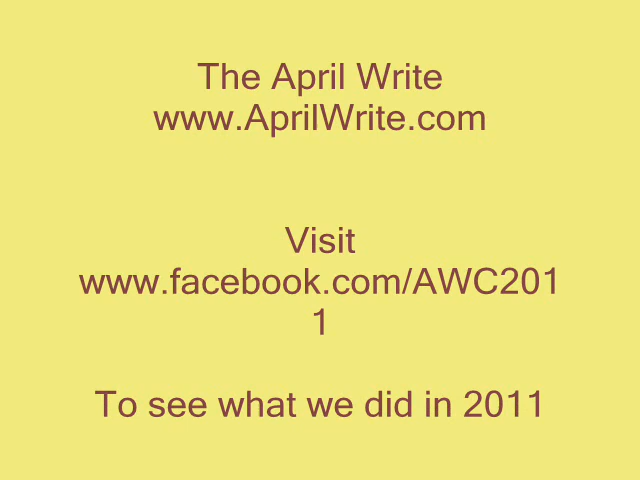 The April Write
www.AprilWrite.com
Visit
www.facebook.com/AWC201
1
To see what we did in 2011